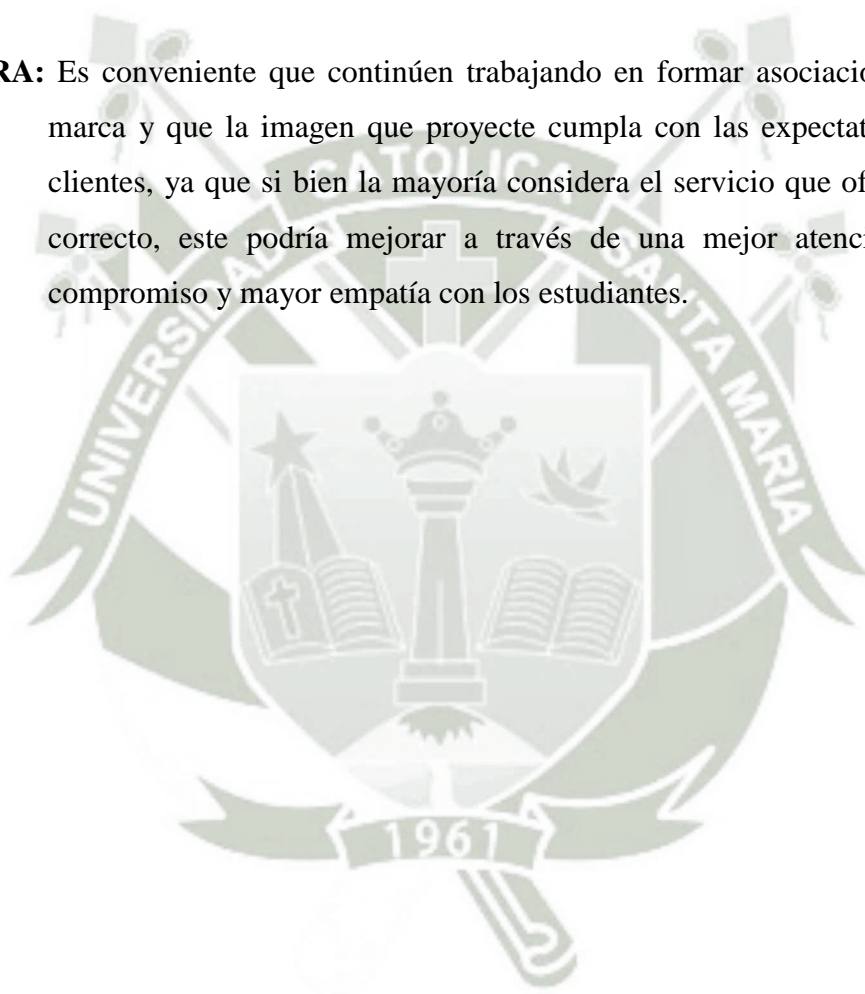 RA: Es conveniente que continúen trabajando en formar asociacio
marca y que la imagen que proyecte cumpla con las expectat
clientes, ya que si bien la mayoría considera el servicio que of
correcto, este podría mejorar a través de una mejor atenci
compromiso y mayor empatía con los estudiantes.
UNIVERSIDAD CATOLICA SANTA MARIA
1961